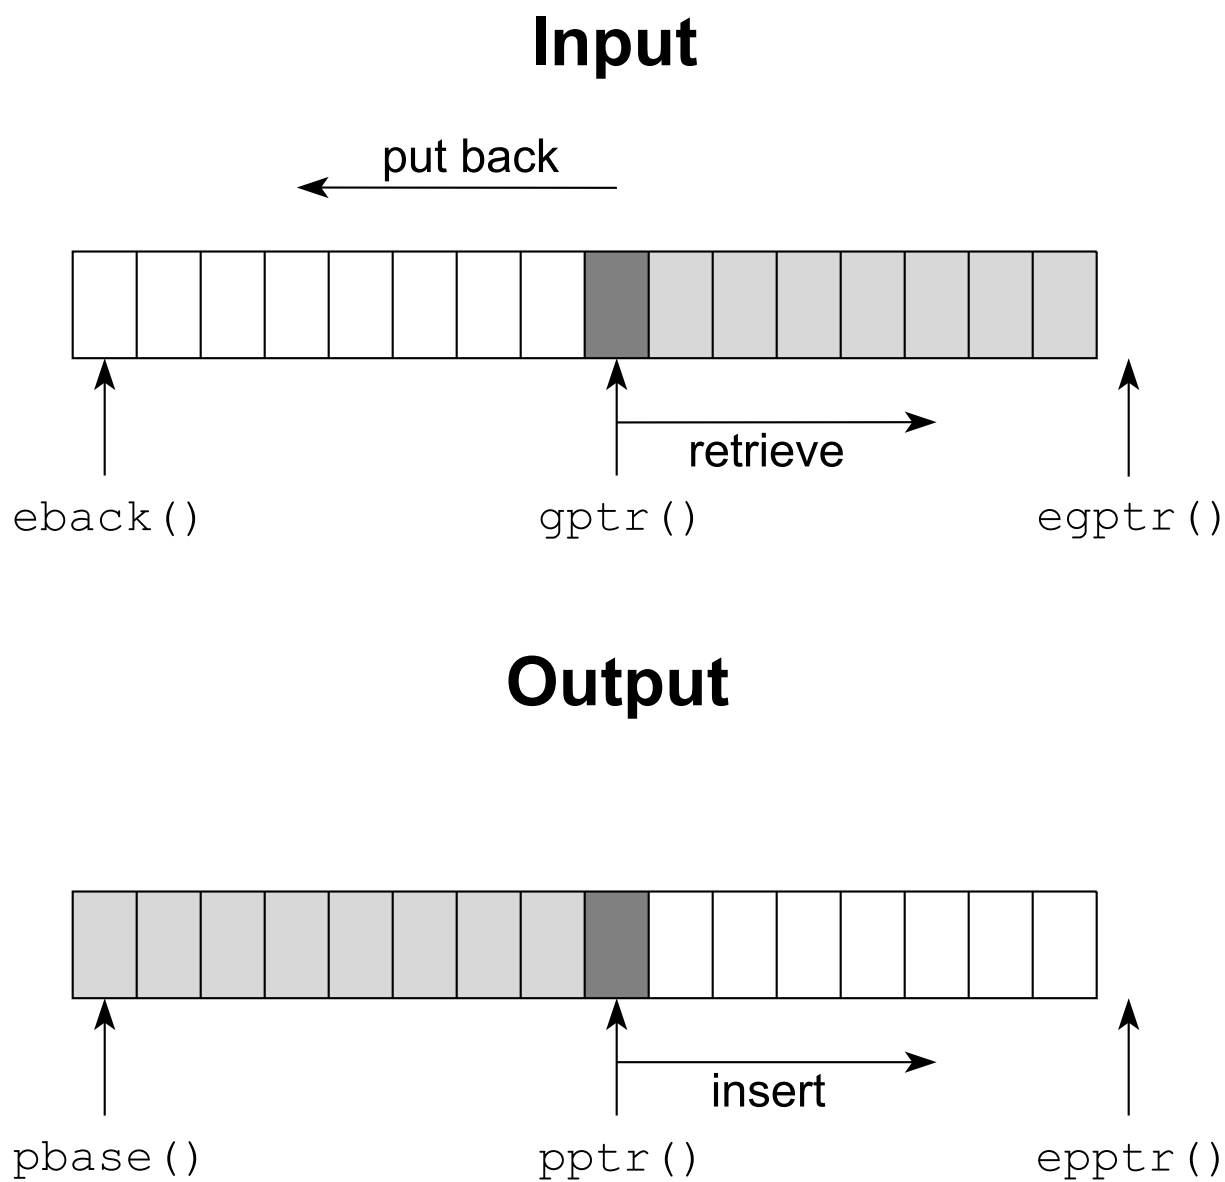 Input
put back
retrieve
eback() gptr() egptr()
Output
insert
pbase() pptr() epptr()